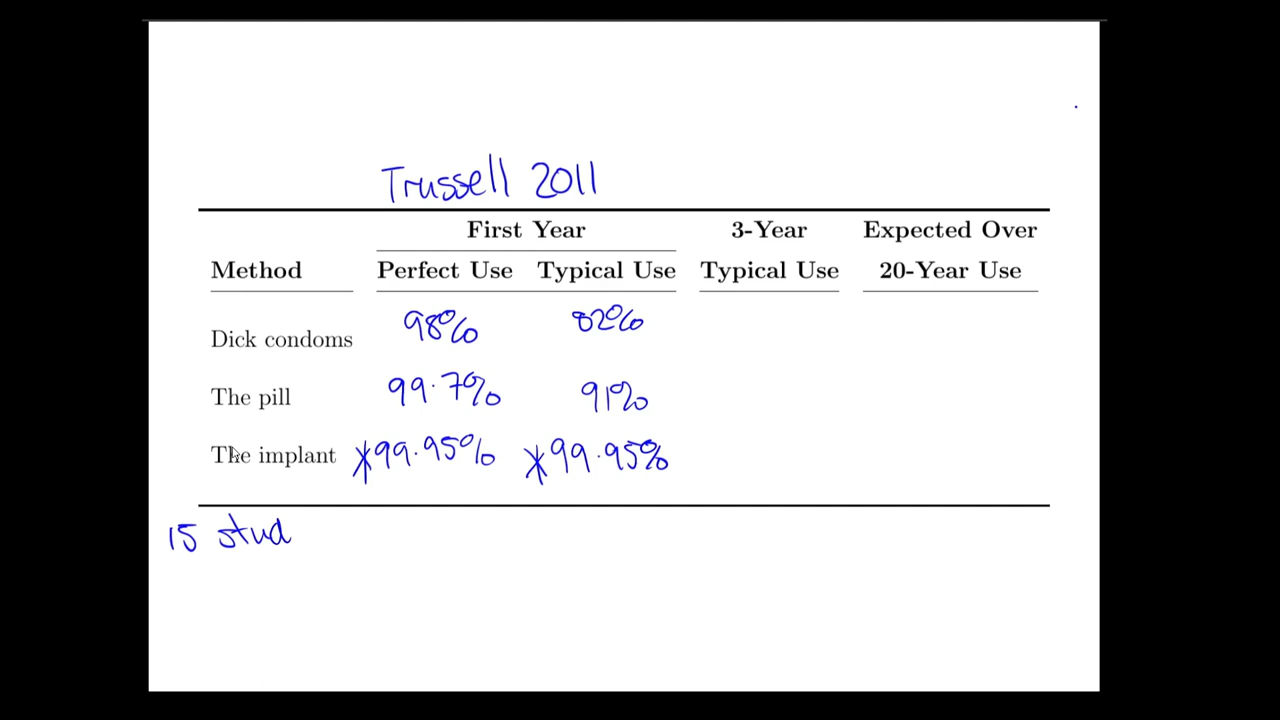 Trussell 2011
First Year 3-Year Expected Over
Method Perfect Use Typical Use Typical Use 20-Year Use
Dick condoms 98% 82%
The pill 99.7% 91%
The implant *99.95% *99.95%
15 stud